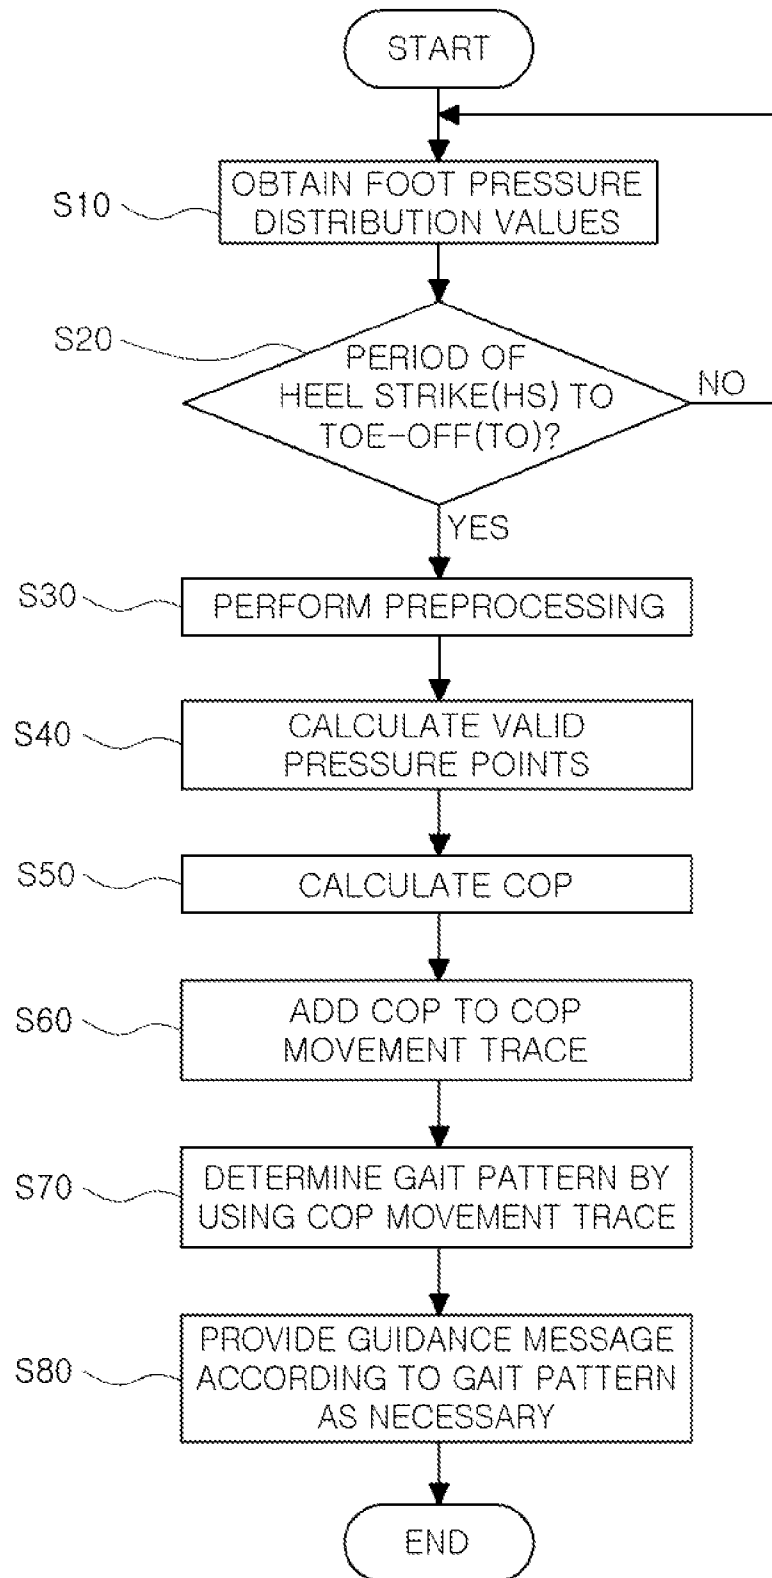 START
S10
OBTAIN FOOT PRESSURE
DISTRIBUTION VALUES
S20
PERIOD OF
HEEL STRIKE(HS) TO
TOE-OFF(TO)?
NO
YES
S30
PERFORM PREPROCESSING
S40
CALCULATE VALID
PRESSURE POINTS
S50
CALCULATE COP
S60
ADD COP TO COP
MOVEMENT TRACE
S70
DETERMINE GAIT PATTERN BY
USING COP MOVEMENT TRACE
S80
PROVIDE GUIDANCE MESSAGE
ACCORDING TO GAIT PATTERN
AS NECESSARY
END